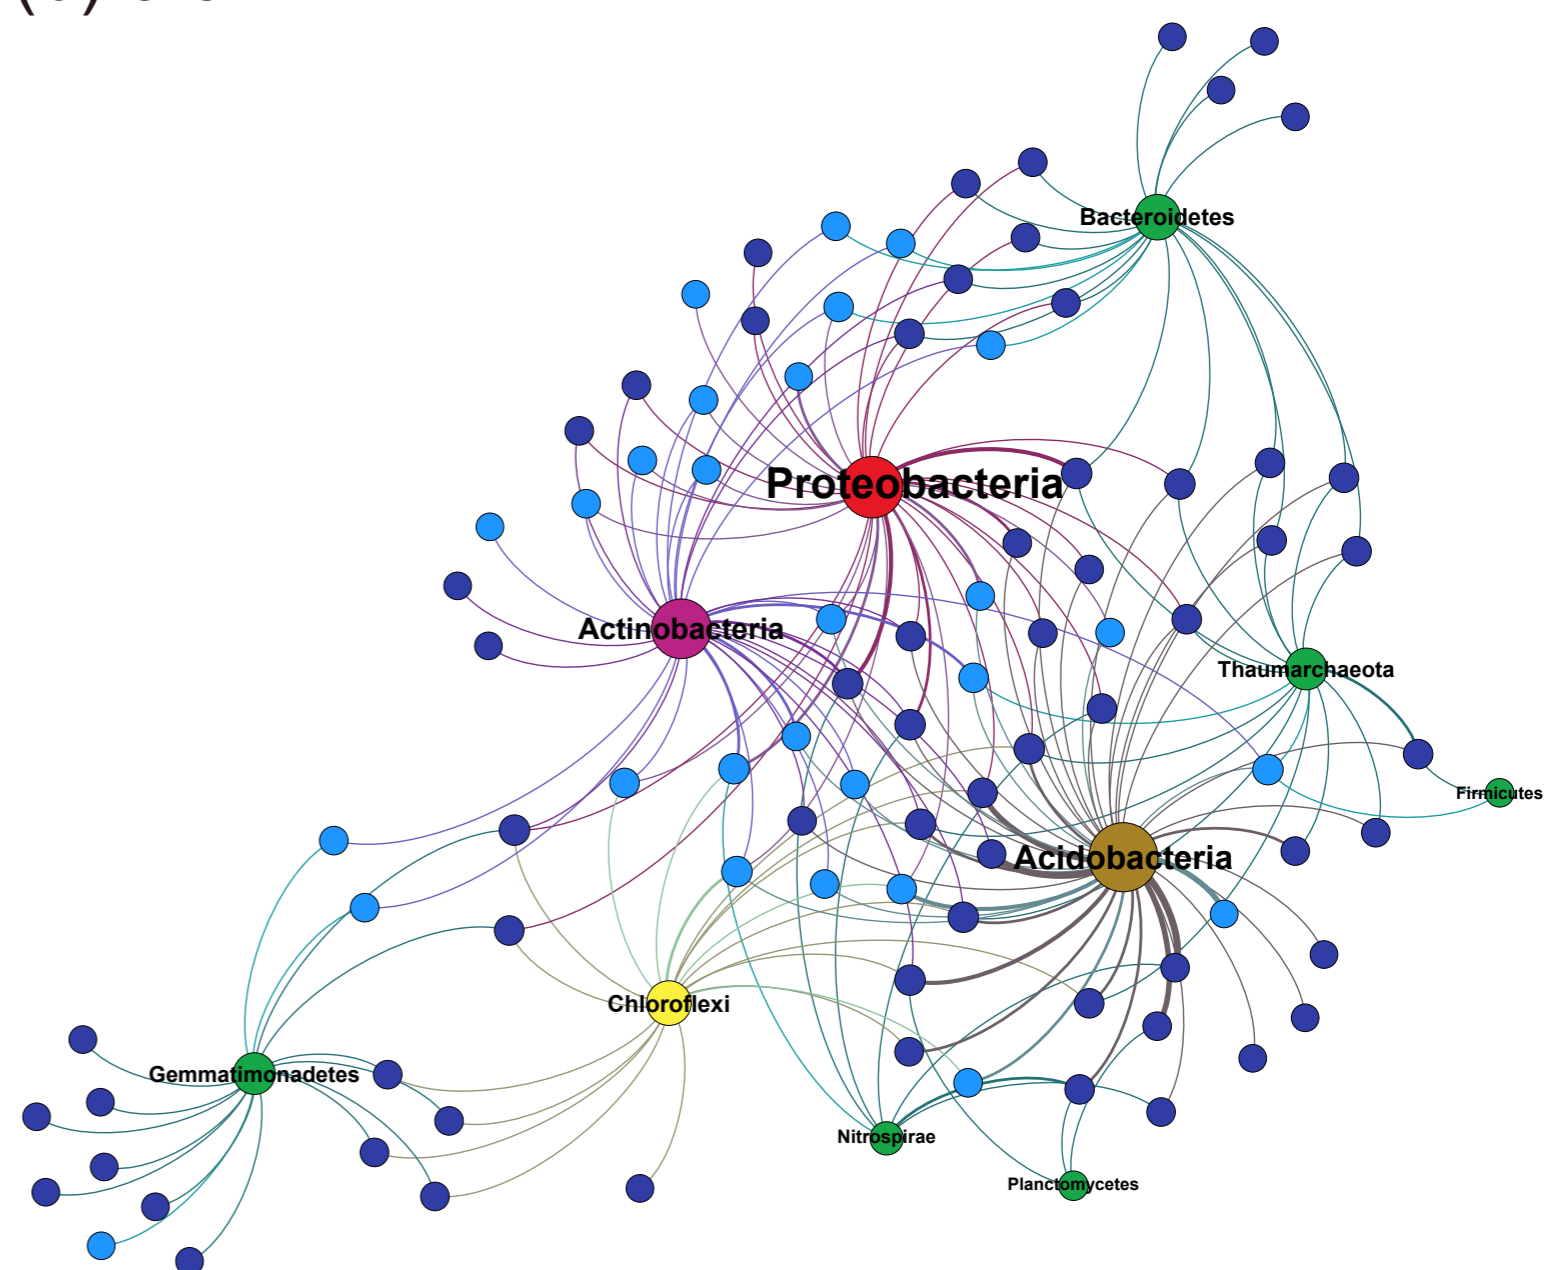 Bacteroidetes
Proteobacteria
Actinobacteria
Thaumarchaeota
Firmicutes
Acidobacteria
Chloroflexi
Gemmatimonadetes
Nitrospirae
Planctomycetes